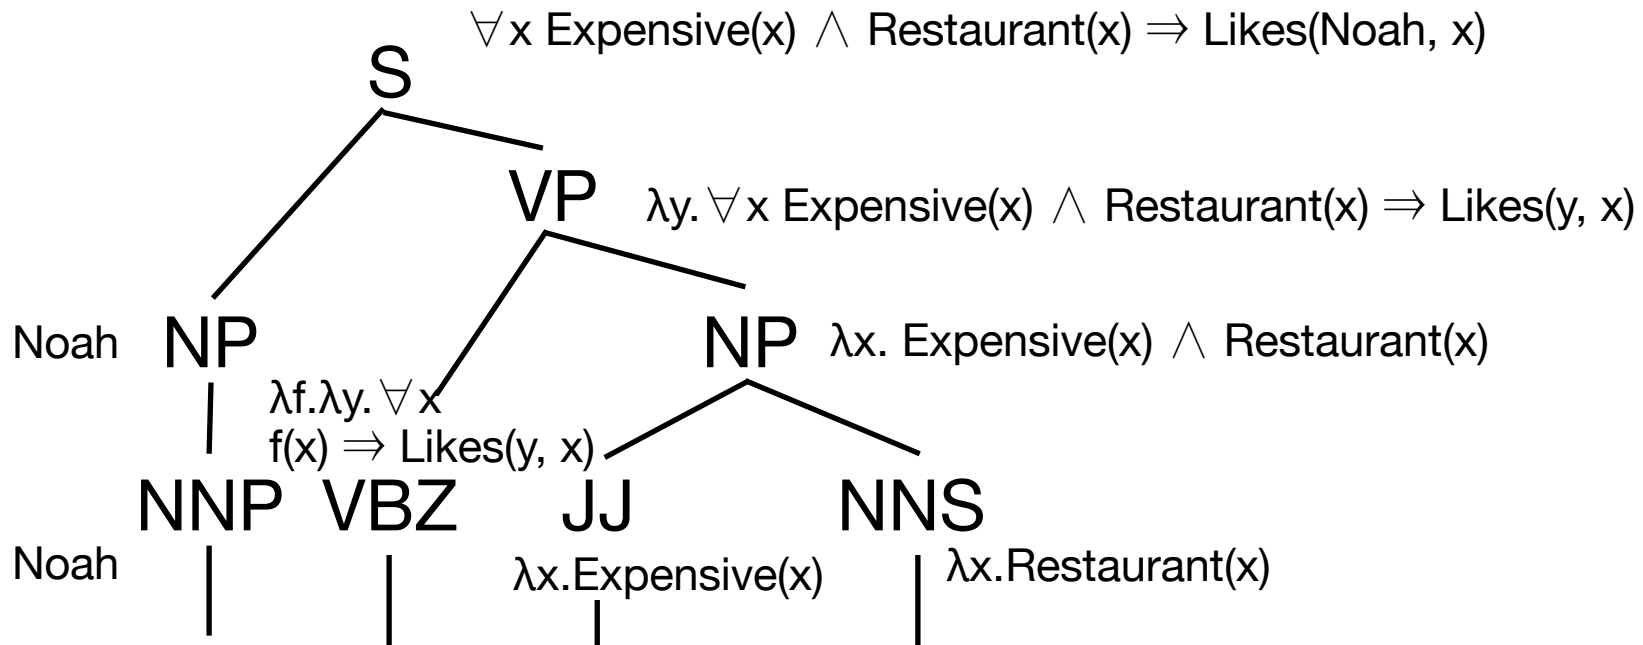 ∀x Expensive(x) ∧ Restaurant(x) ⇒ Likes(Noah, x)
S
VP λy. ∀x Expensive(x) ∧ Restaurant(x) ⇒ Likes(y, x)
Noah NP NP λx. Expensive(x) ∧ Restaurant(x)
λf.λy. ∀x
f(x) ⇒ Likes(y, x)
NNP VBZ JJ NNS
Noah λx.Expensive(x) λx.Restaurant(x)